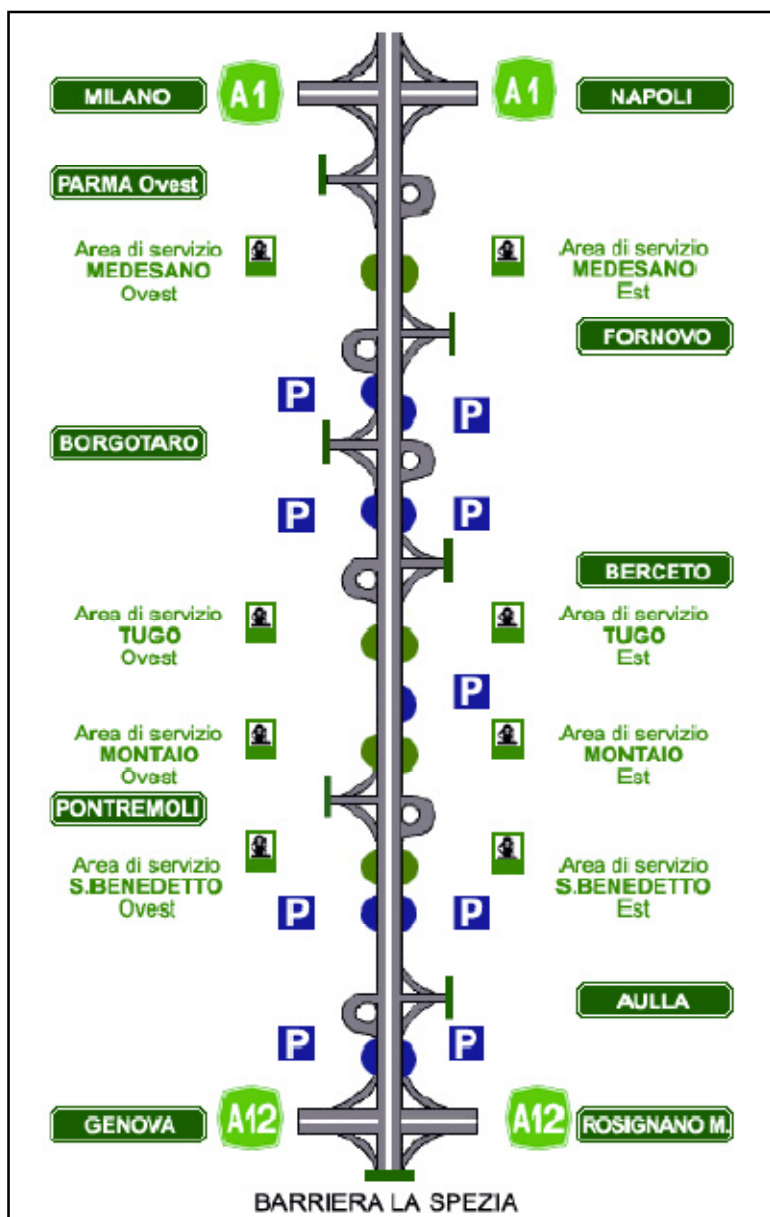 MILANO
A1
A1
NAPOLI
PARMA Ovest
Area di servizio
MEDESANO
Ovest
Area di servizio
MEDESANO
Est
FORNOVO
P
P
BORGOTARO
P
P
BERCETO
Area di servizio
TUGO
Ovest
Area di servizio
TUGO
Est
P
Area di servizio
MONTAIO
Ovest
Area di servizio
MONTAIO
Est
PONTREMOLI
Area di servizio
S.BENEDETTO
Ovest
Area di servizio
S.BENEDETTO
Est
P
P
AULLA
P
P
GENOVA
A12
A12
ROSIGNANO M.
BARRIERA LA SPEZIA